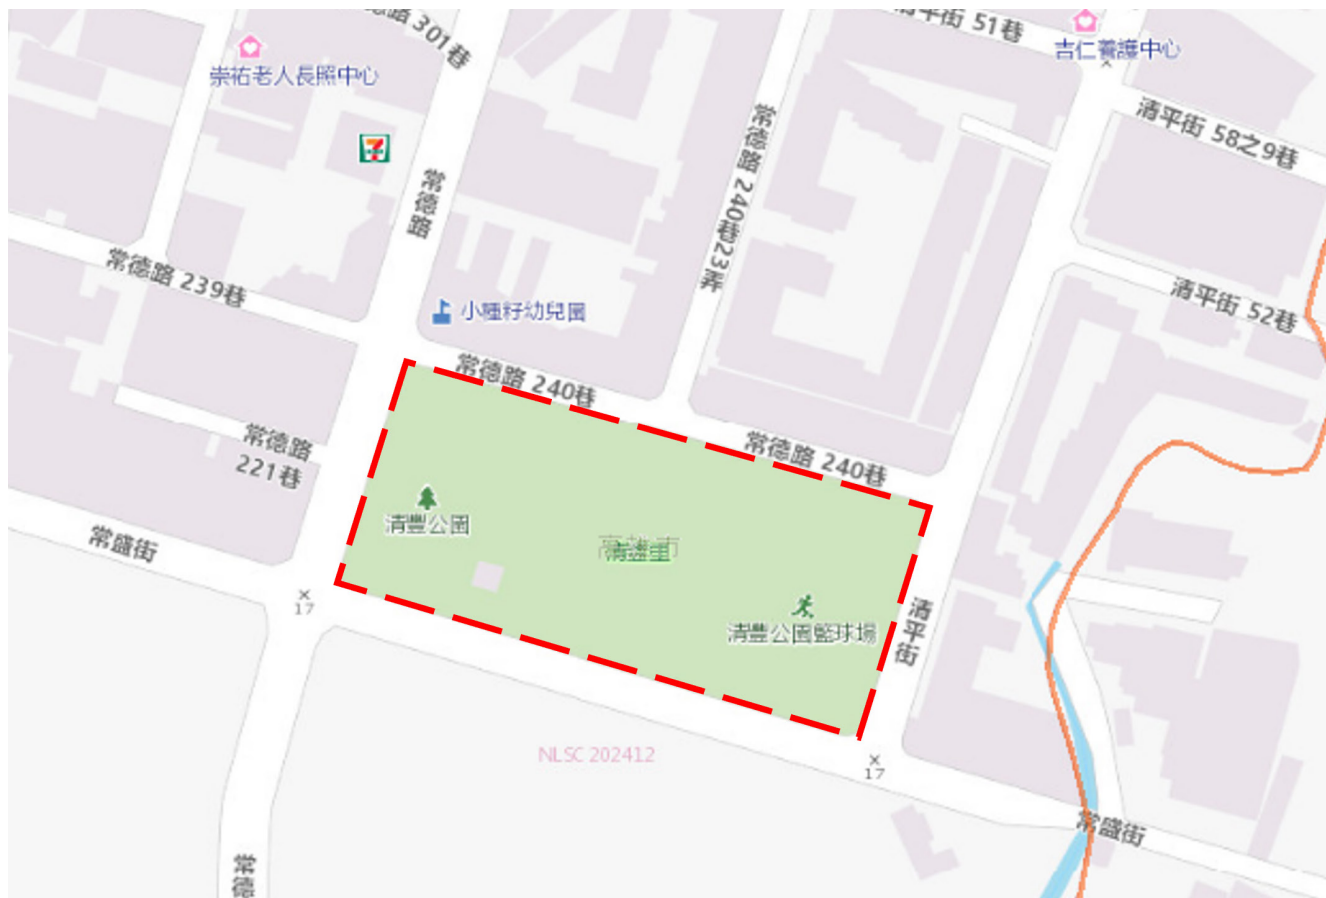 常德路 301巷
清平街 51巷
吉仁養護中心
崇祐老人長照中心
清平街 58之9巷
常德路 240巷23弄
7
常德路
常德路 239巷
清平街 52巷
小種籽幼兒園
常德路 240巷
常德路
221巷
常德路 240巷
清豐公園
常盛街
高雄市
17
清平街
清豐公園籃球場
NLSC 202412
17
常盛街
常德